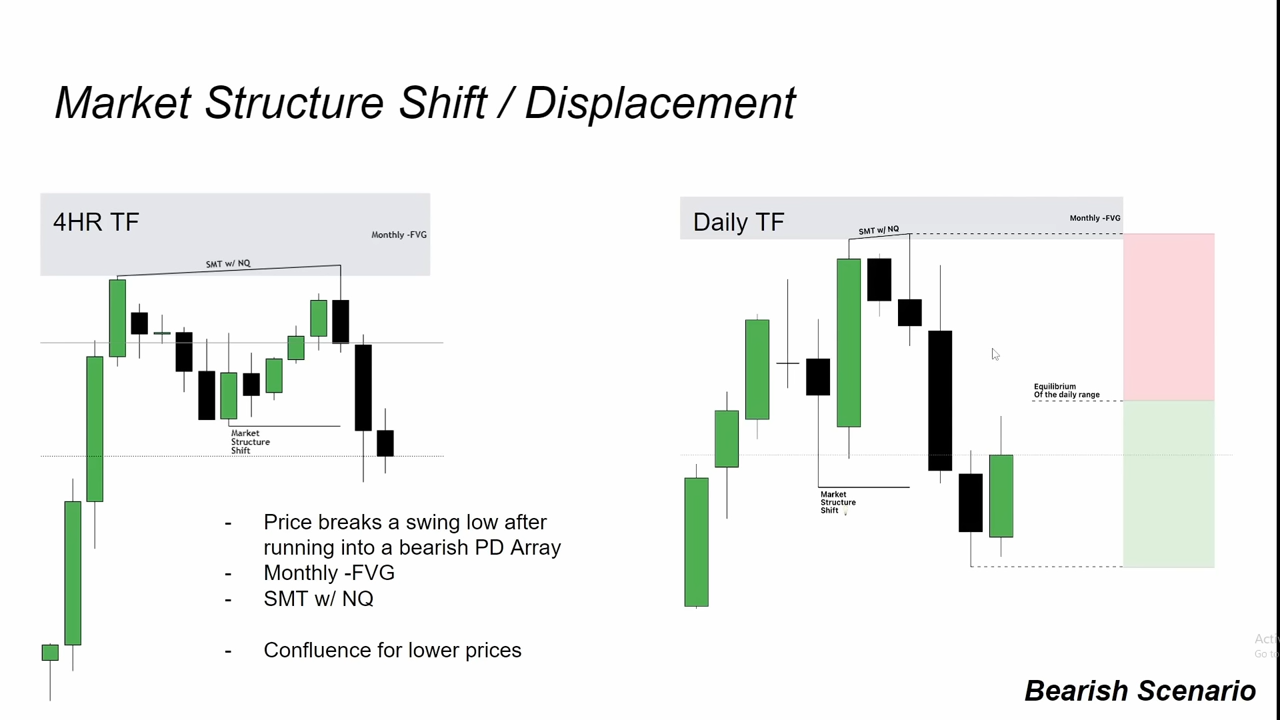 Market Structure Shift / Displacement
4HR TF
Monthly -FVG
SMT w/ NQ
Market
Structure
Shift
- Price breaks a swing low after
running into a bearish PD Array
- Monthly -FVG
- SMT w/ NQ
- Confluence for lower prices
Daily TF
Monthly -FVG
SMT w/ NQ
Equilibrium
Of the daily range
Market
Structure
Shift
Go to
Bearish Scenario